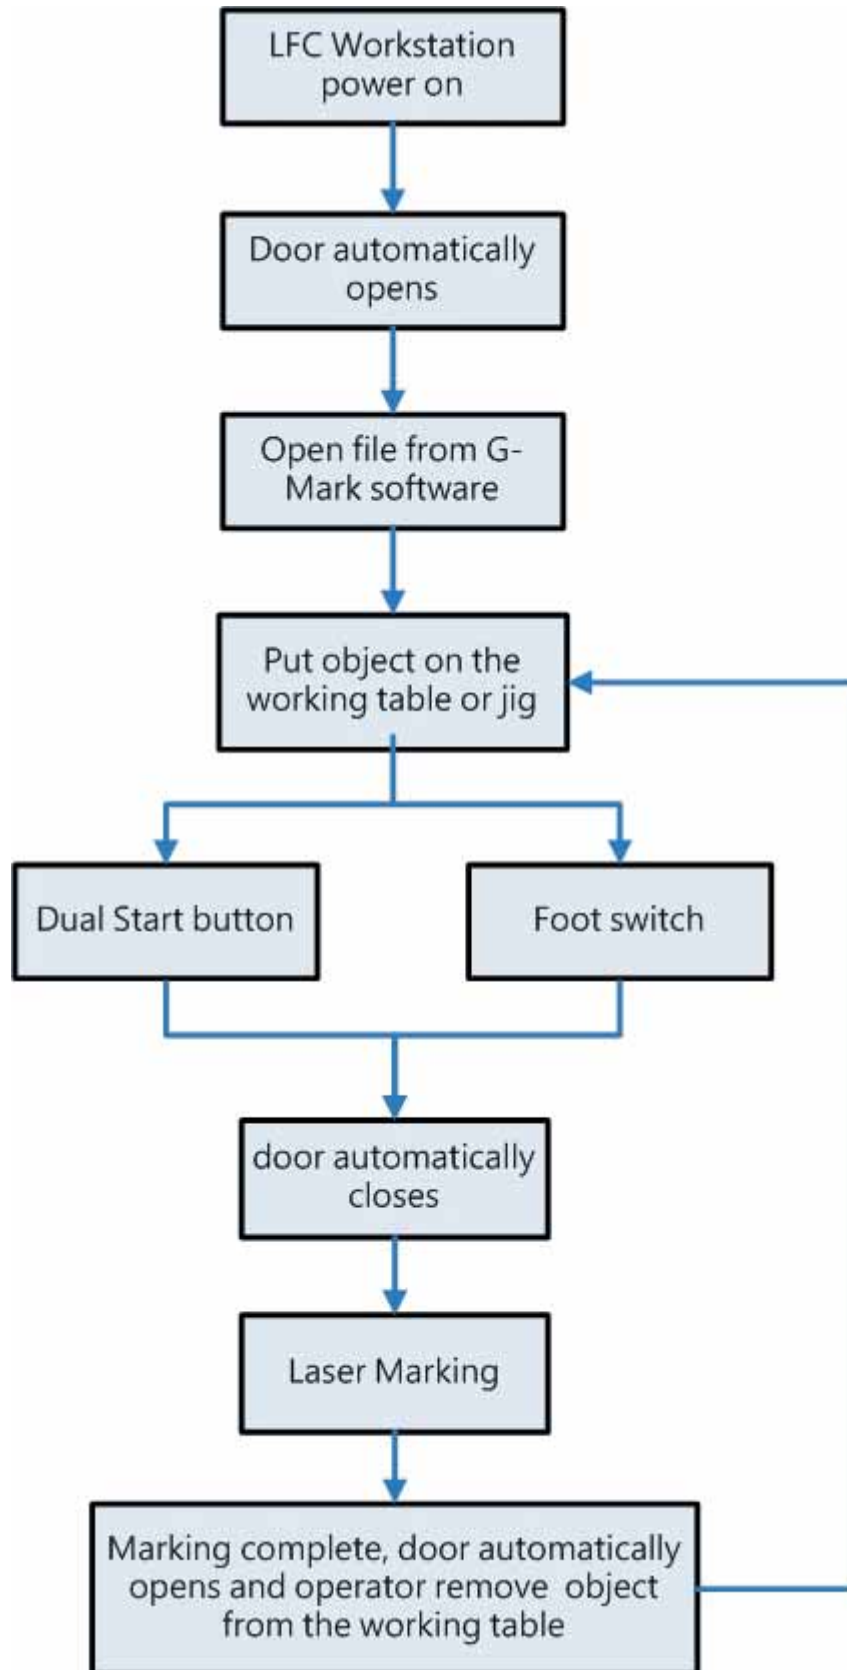 LFC Workstation
power on
Door automatically
opens
Open file from G-
Mark software
Put object on the
working table or jig
Dual Start button
Foot switch
door automatically
closes
Laser Marking
Marking complete, door automatically
opens and operator remove object
from the working table